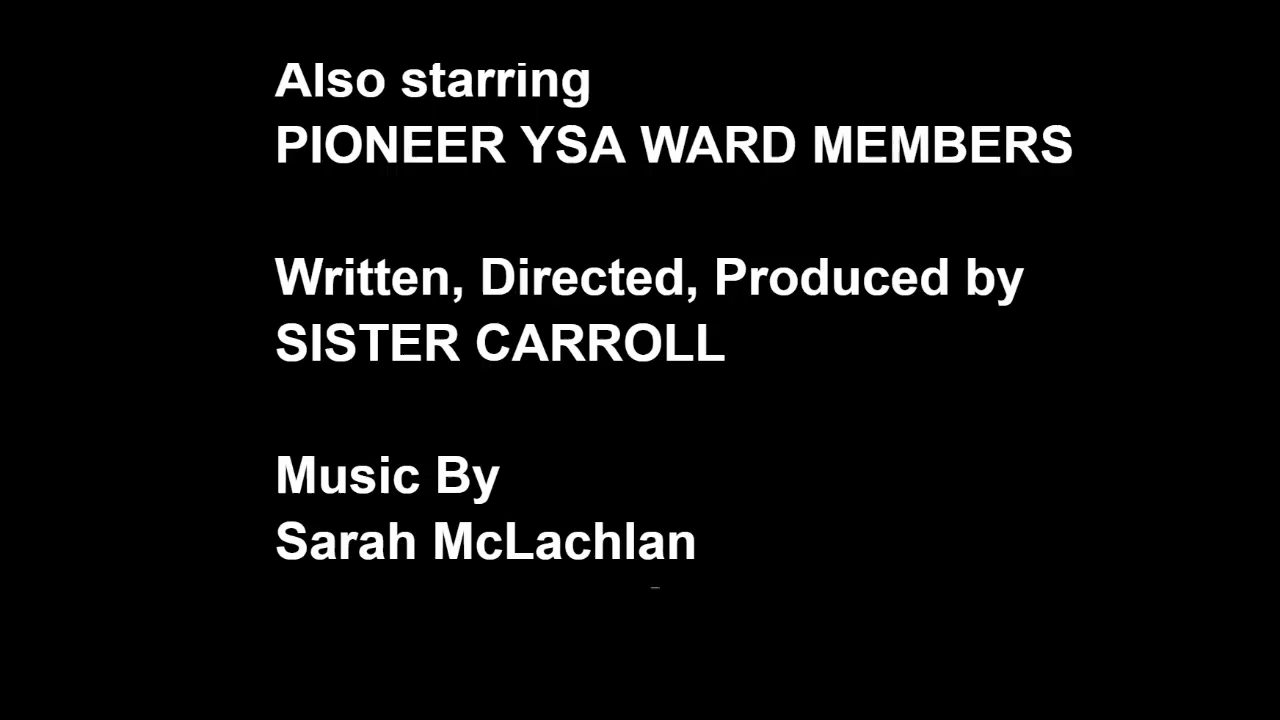 Also starring
PIONEER YSA WARD MEMBERS
Written, Directed, Produced by
SISTER CARROLL
Music By
Sarah McLachlan